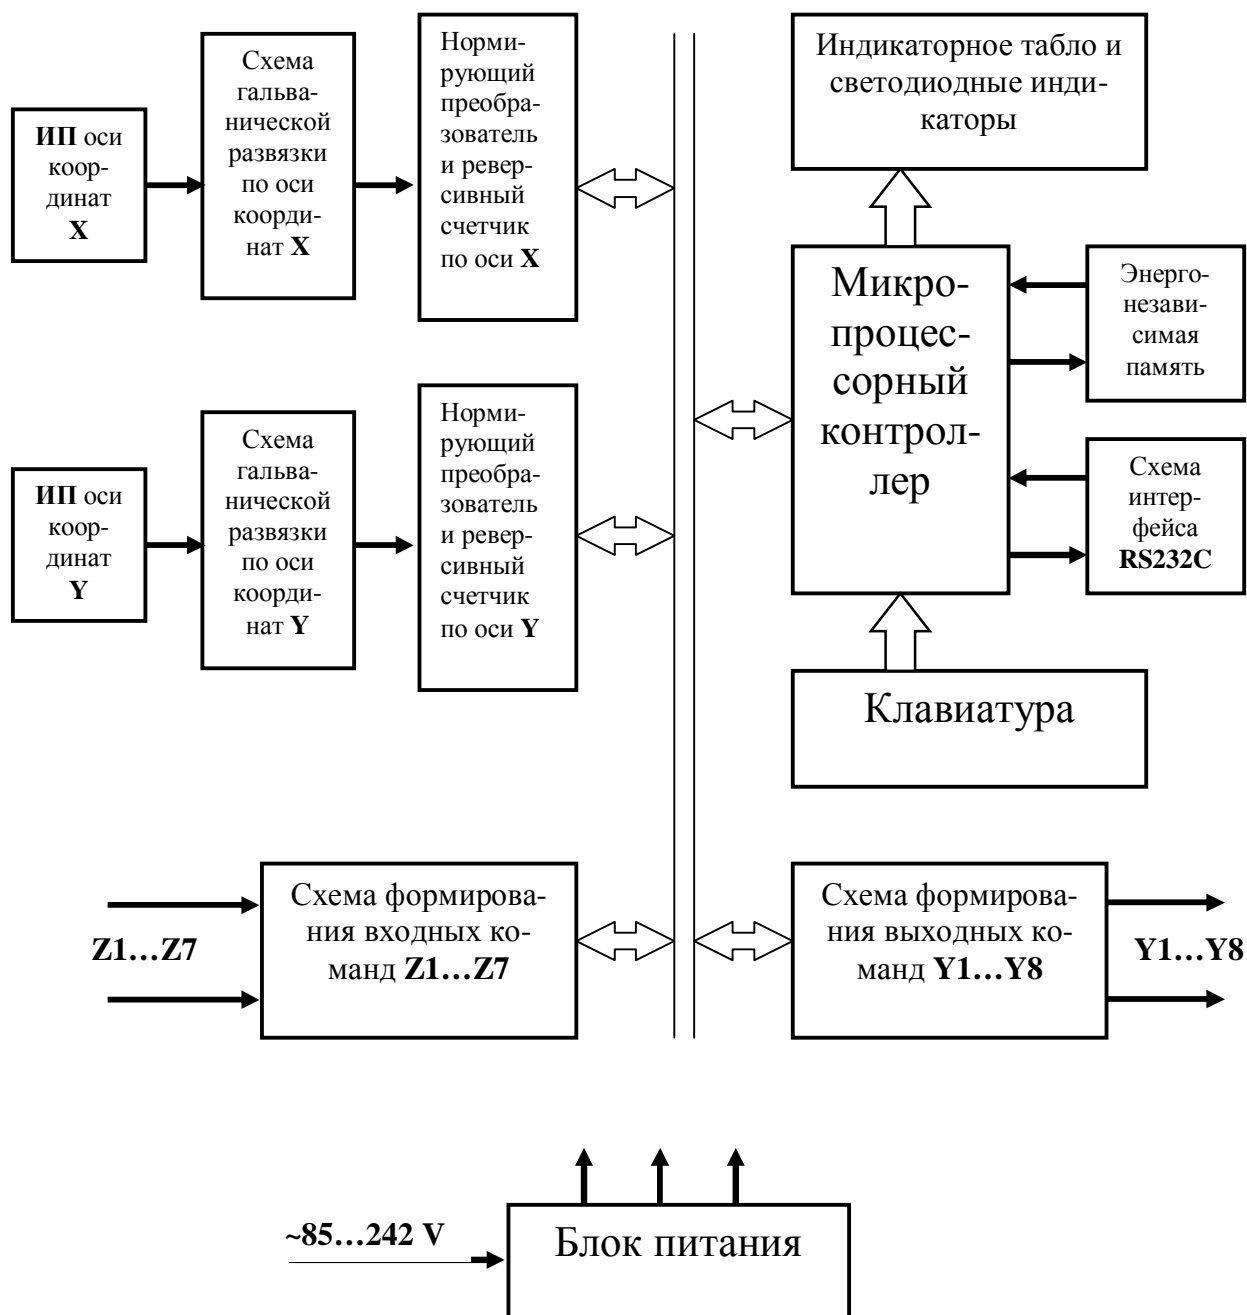 ИП оси
коор-
динат
X
Схема
гальва-
нической
развязки
по оси
коорди-
нат X
Норми-
рующий
преобра-
зователь
и ревер-
сивный
счетчик
по оси X
Индикаторное табло и
светодиодные инди-
каторы
Микро-
процес-
сорный
контрол-
лер
Энерго-
незави-
симая
память
ИП оси
коор-
динат
Y
Схема
гальва-
нической
развязки
по оси
коорди-
нат Y
Норми-
рующий
преобра-
зователь
и ревер-
сивный
счетчик
по оси Y
Схема
интер-
фейса
RS232C
Клавиатура
Z1…Z7
Схема формирова-
ния входных ко-
манд Z1…Z7
Схема формирова-
ния выходных ко-
манд Y1…Y8
Y1…Y8
~85…242 V
Блок питания